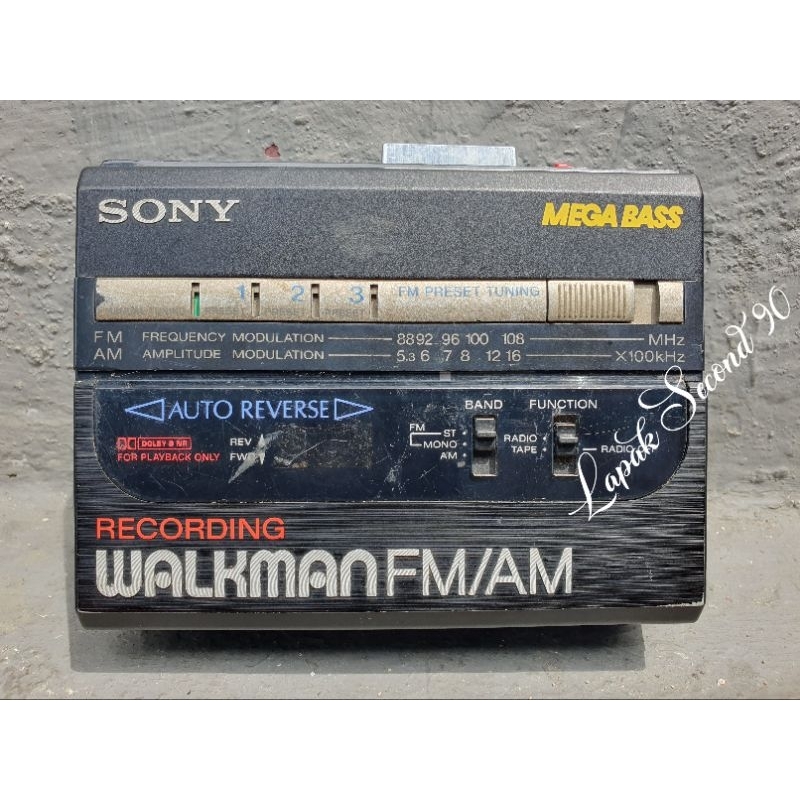 SONY
MEGA BASS
1 2 3 FM PRESET TUNING
FM FREQUENCY MODULATION 88 92 96 100 108 MHz
AM AMPLITUDE MODULATION 5.3 6 7 8 12 16 X100kHz
AUTO REVERSE
BAND FUNCTION
DOLBY B NR
FOR PLAYBACK ONLY
REV
FWD
FM ST
MONO
AM
RADIO
TAPE
RADIO
Lapak Second 90
RECORDING
WALKMAN FM/AM